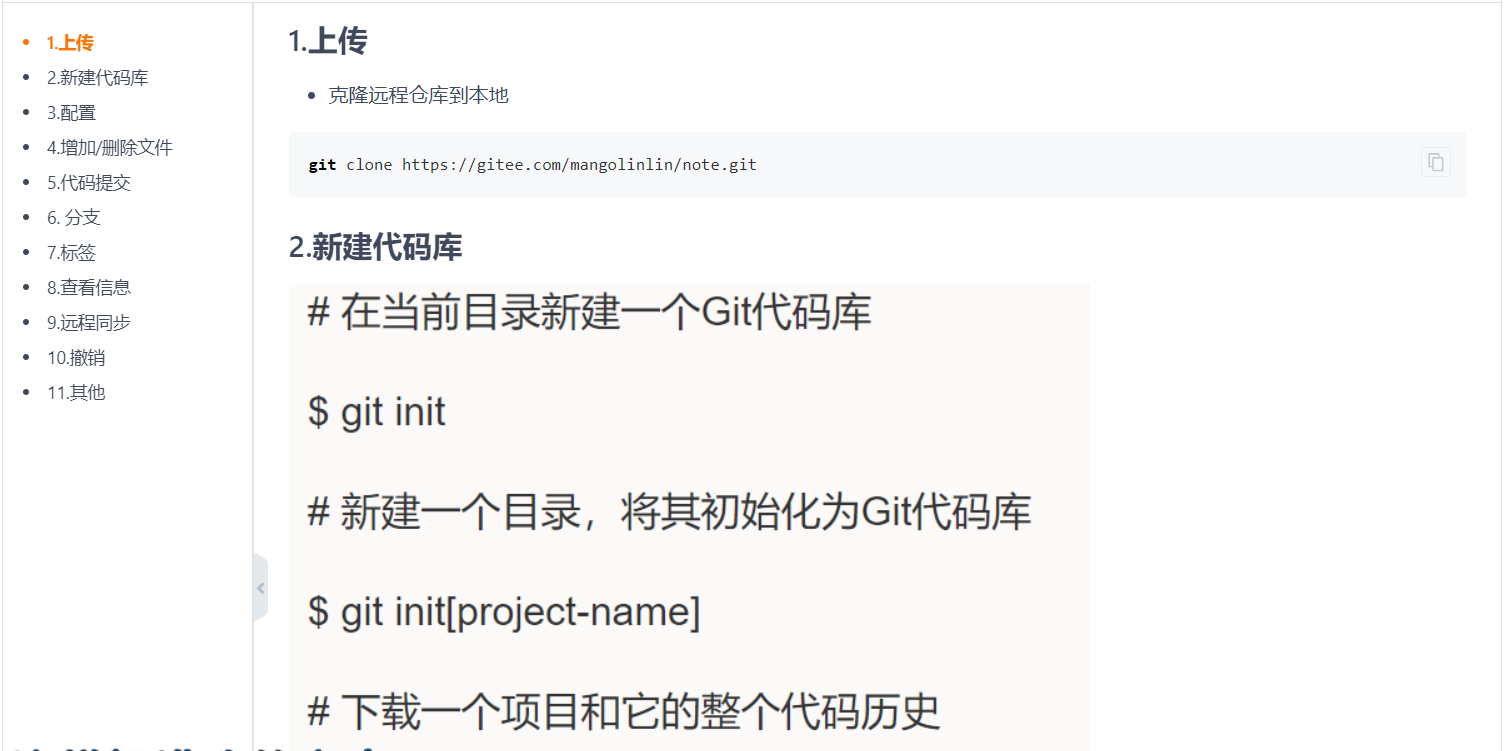 1.上传
2.新建代码库
3.配置
4.增加/删除文件
5.代码提交
6. 分支
7.标签
8.查看信息
9.远程同步
10.撤销
11.其他
1.上传
克隆远程仓库到本地
git clone https://gitee.com/mangolinlin/note.git
2.新建代码库
# 在当前目录新建一个Git代码库
$ git init
# 新建一个目录，将其初始化为Git代码库
$ git init[project-name]
# 下载一个项目和它的整个代码历史